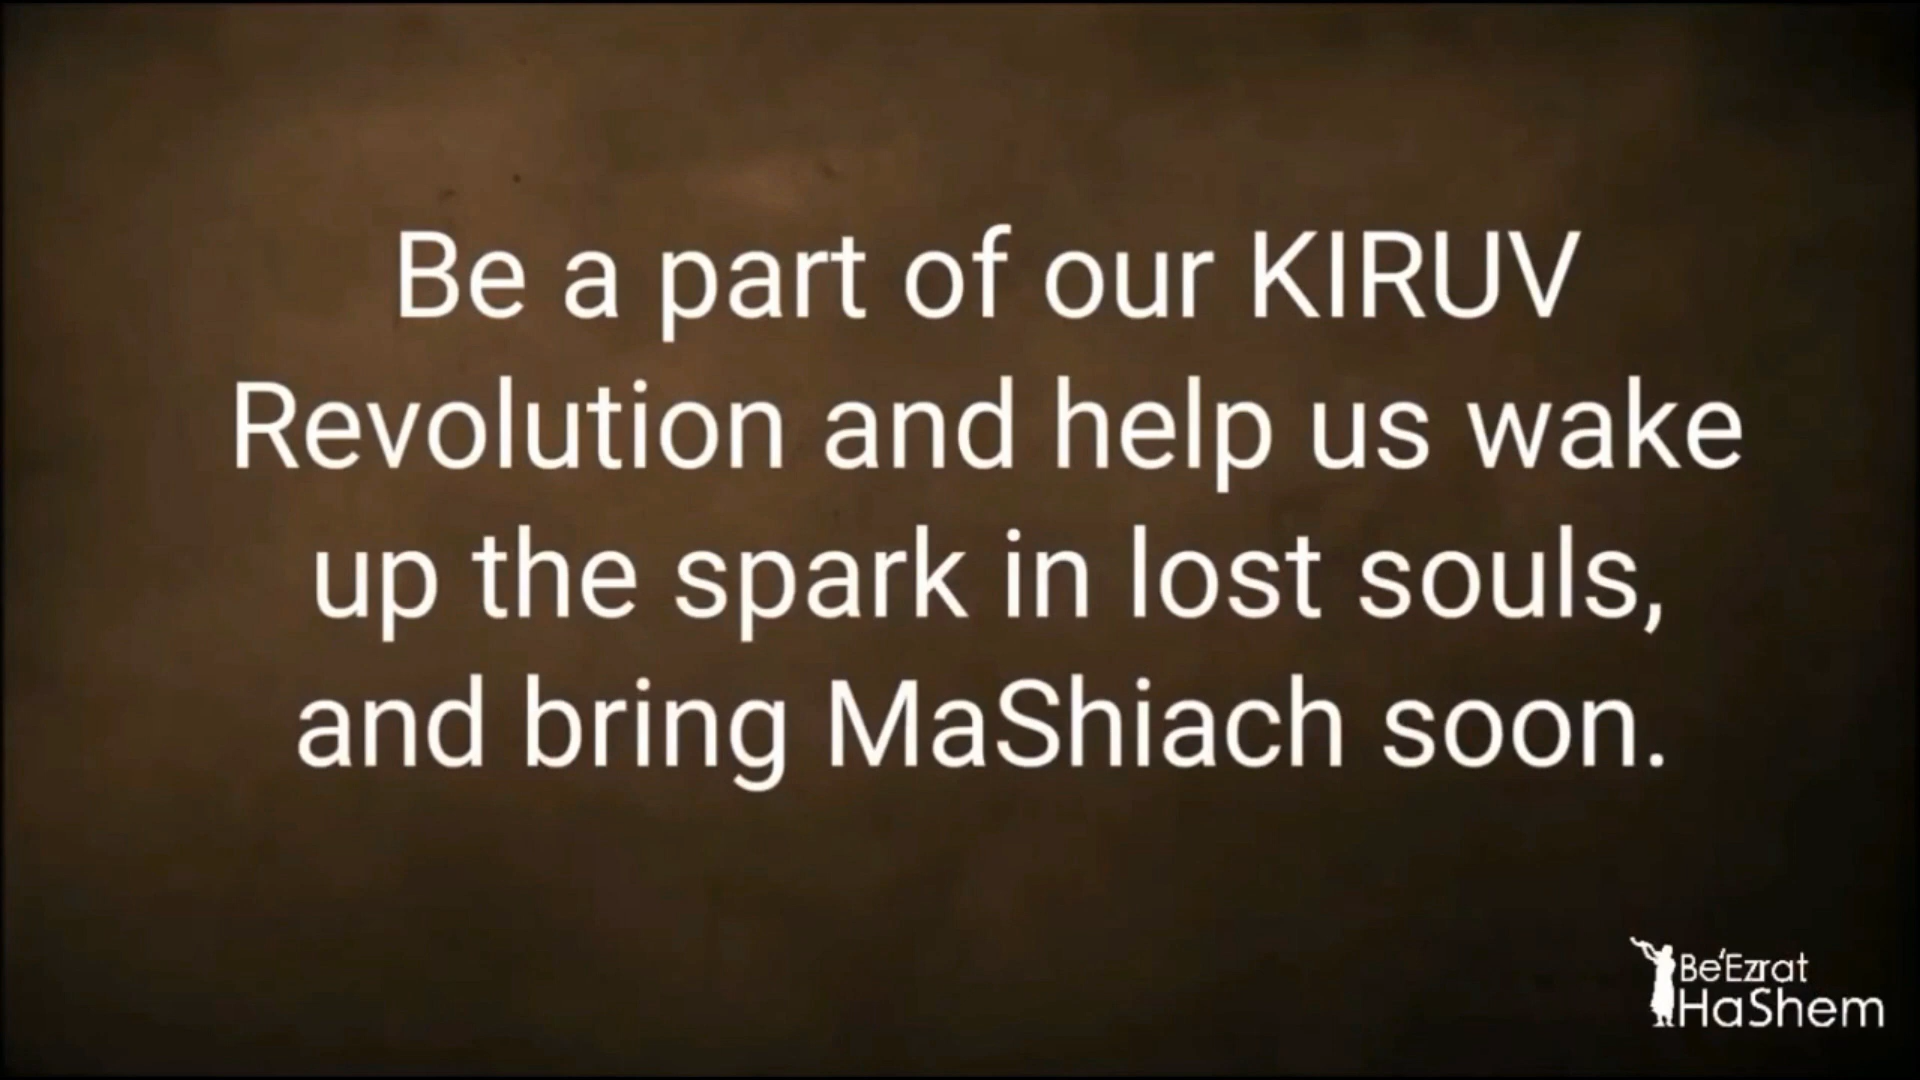 Be a part of our KIRUV
Revolution and help us wake
up the spark in lost souls,
and bring MaShiach soon.
Be'Ezrat
HaShem